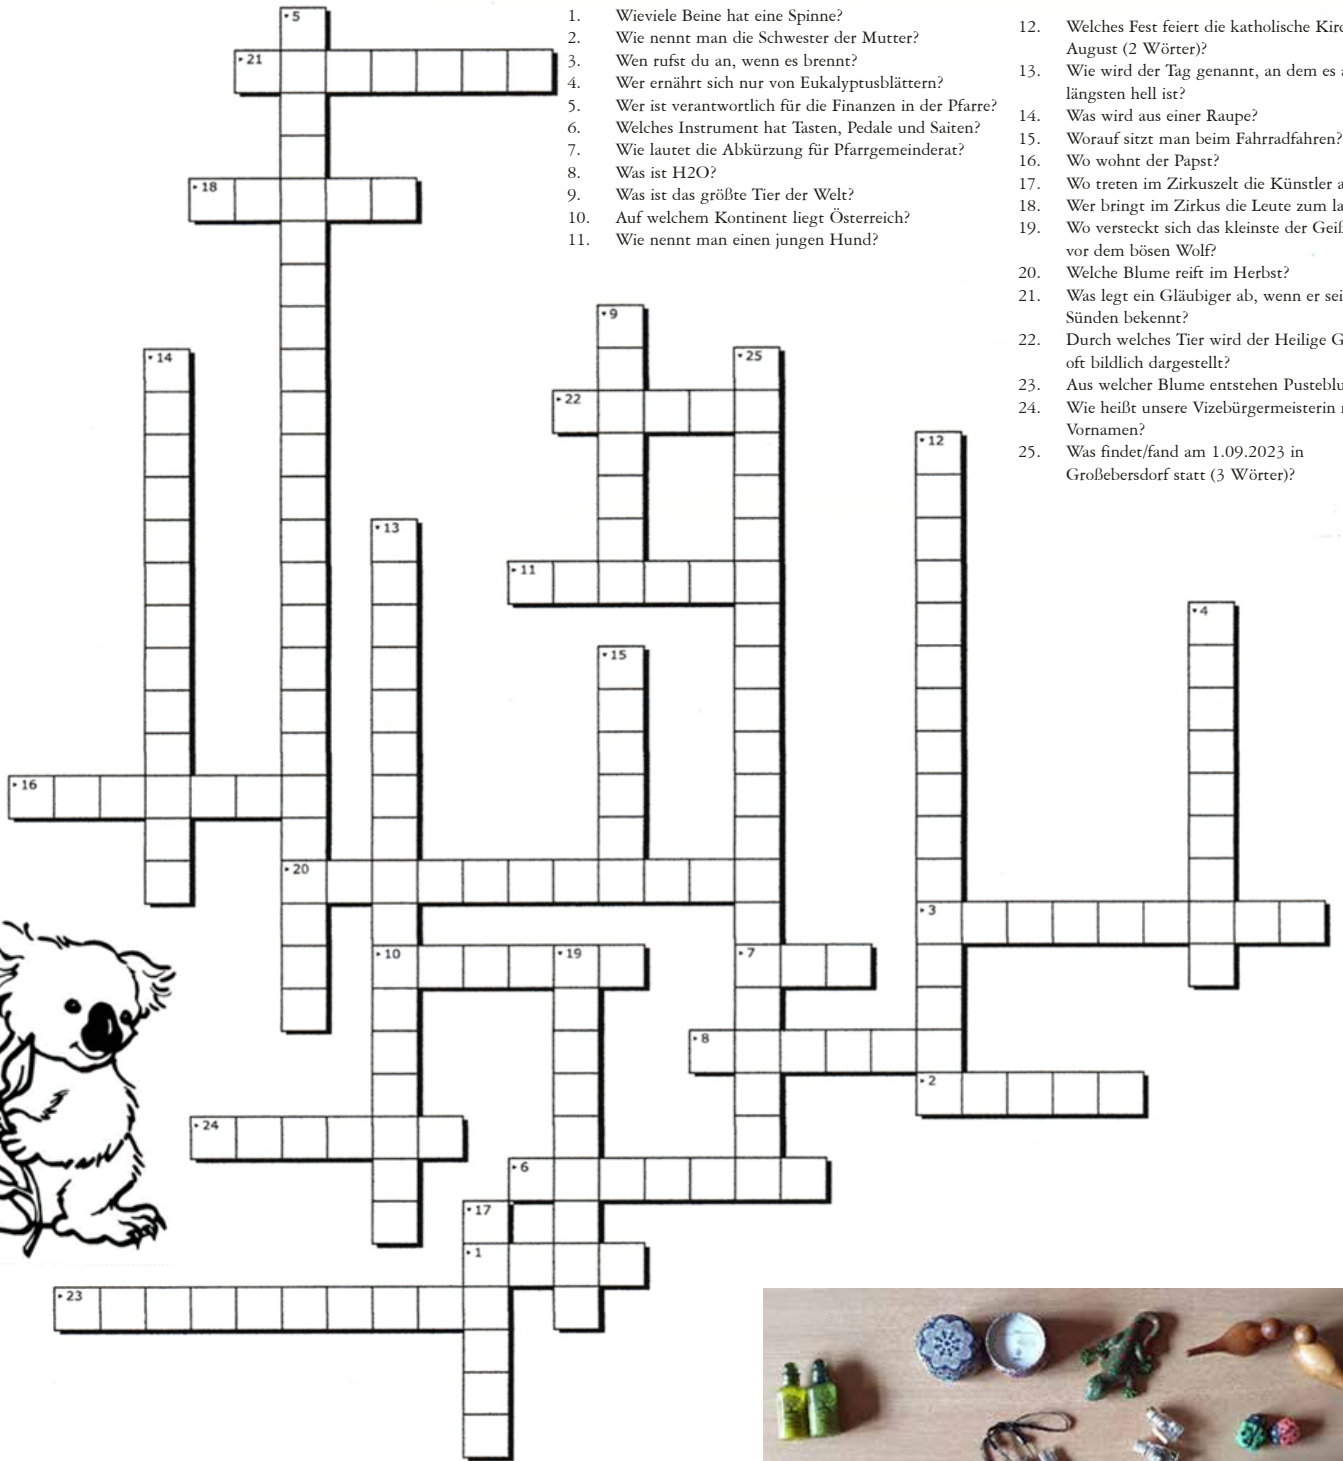 1. Wieviele Beine hat eine Spinne?
2. Wie nennt man die Schwester der Mutter?
3. Wen rufst du an, wenn es brennt?
4. Wer ernährt sich nur von Eukalyptusblättern?
5. Wer ist verantwortlich für die Finanzen in der Pfarre?
6. Welches Instrument hat Tasten, Pedale und Saiten?
7. Wie lautet die Abkürzung für Pfarrgemeinderat?
8. Was ist H2O?
9. Was ist das größte Tier der Welt?
10. Auf welchem Kontinent liegt Österreich?
11. Wie nennt man einen jungen Hund?
12. Welches Fest feiert die katholische
August (2 Wörter)?
13. Wie wird der Tag genannt, an dem es
längsten hell ist?
14. Was wird aus einer Raupe?
15. Worauf sitzt man beim Fahrradfahren?
16. Wo wohnt der Papst?
17. Wo treten im Zirkuszelt die Künstler
18. Wer bringt im Zirkus die Leute zum
19. Wo versteckt sich das kleinste der
vor dem bösen Wolf?
20. Welche Blume reift im Herbst?
21. Was legt ein Gläubiger ab, wenn er
Sünden bekennt?
22. Durch welches Tier wird der Heilige
oft bildlich dargestellt?
23. Aus welcher Blume entstehen
24. Wie heißt unsere Vizebürgermeisterin
Vornamen?
25. Was findet/fand am 1.09.2023 in
Großebersdorf statt (3 Wörter)?
5
21
18
9
14
25
22
12
13
11
4
15
16
20
3
10
19
7
8
2
24
6
17
1
23